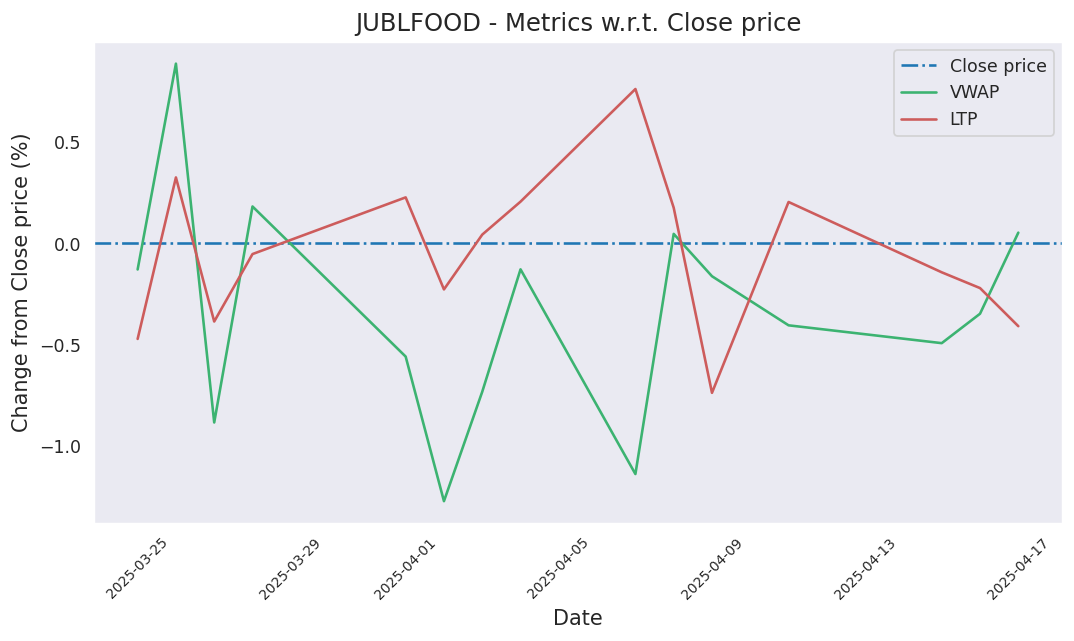 JUBLFOOD - Metrics w.r.t. Close price
Close price
VWAP
LTP
Change from Close price (%)
0.5
0.0
−0.5
−1.0
2025-03-25
2025-03-29
2025-04-01
2025-04-05
2025-04-09
2025-04-13
2025-04-17
Date